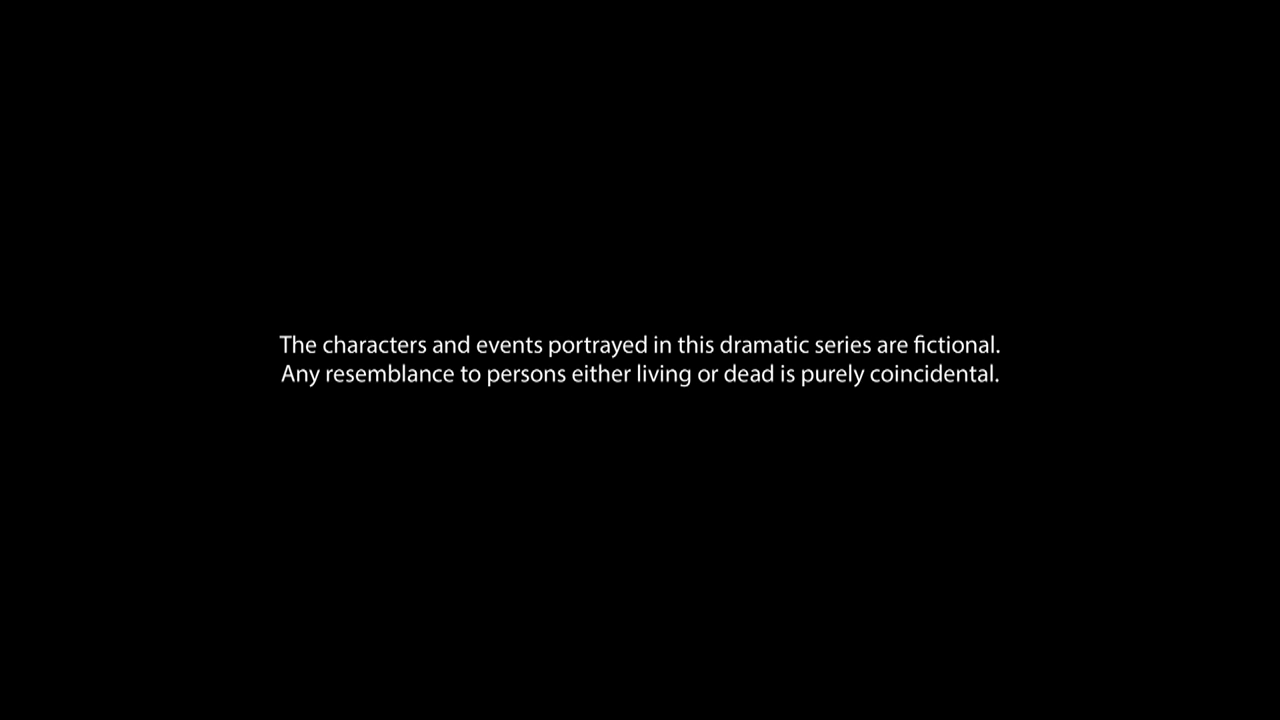 The characters and events portrayed in this dramatic series are fictional.
Any resemblance to persons either living or dead is purely coincidental.